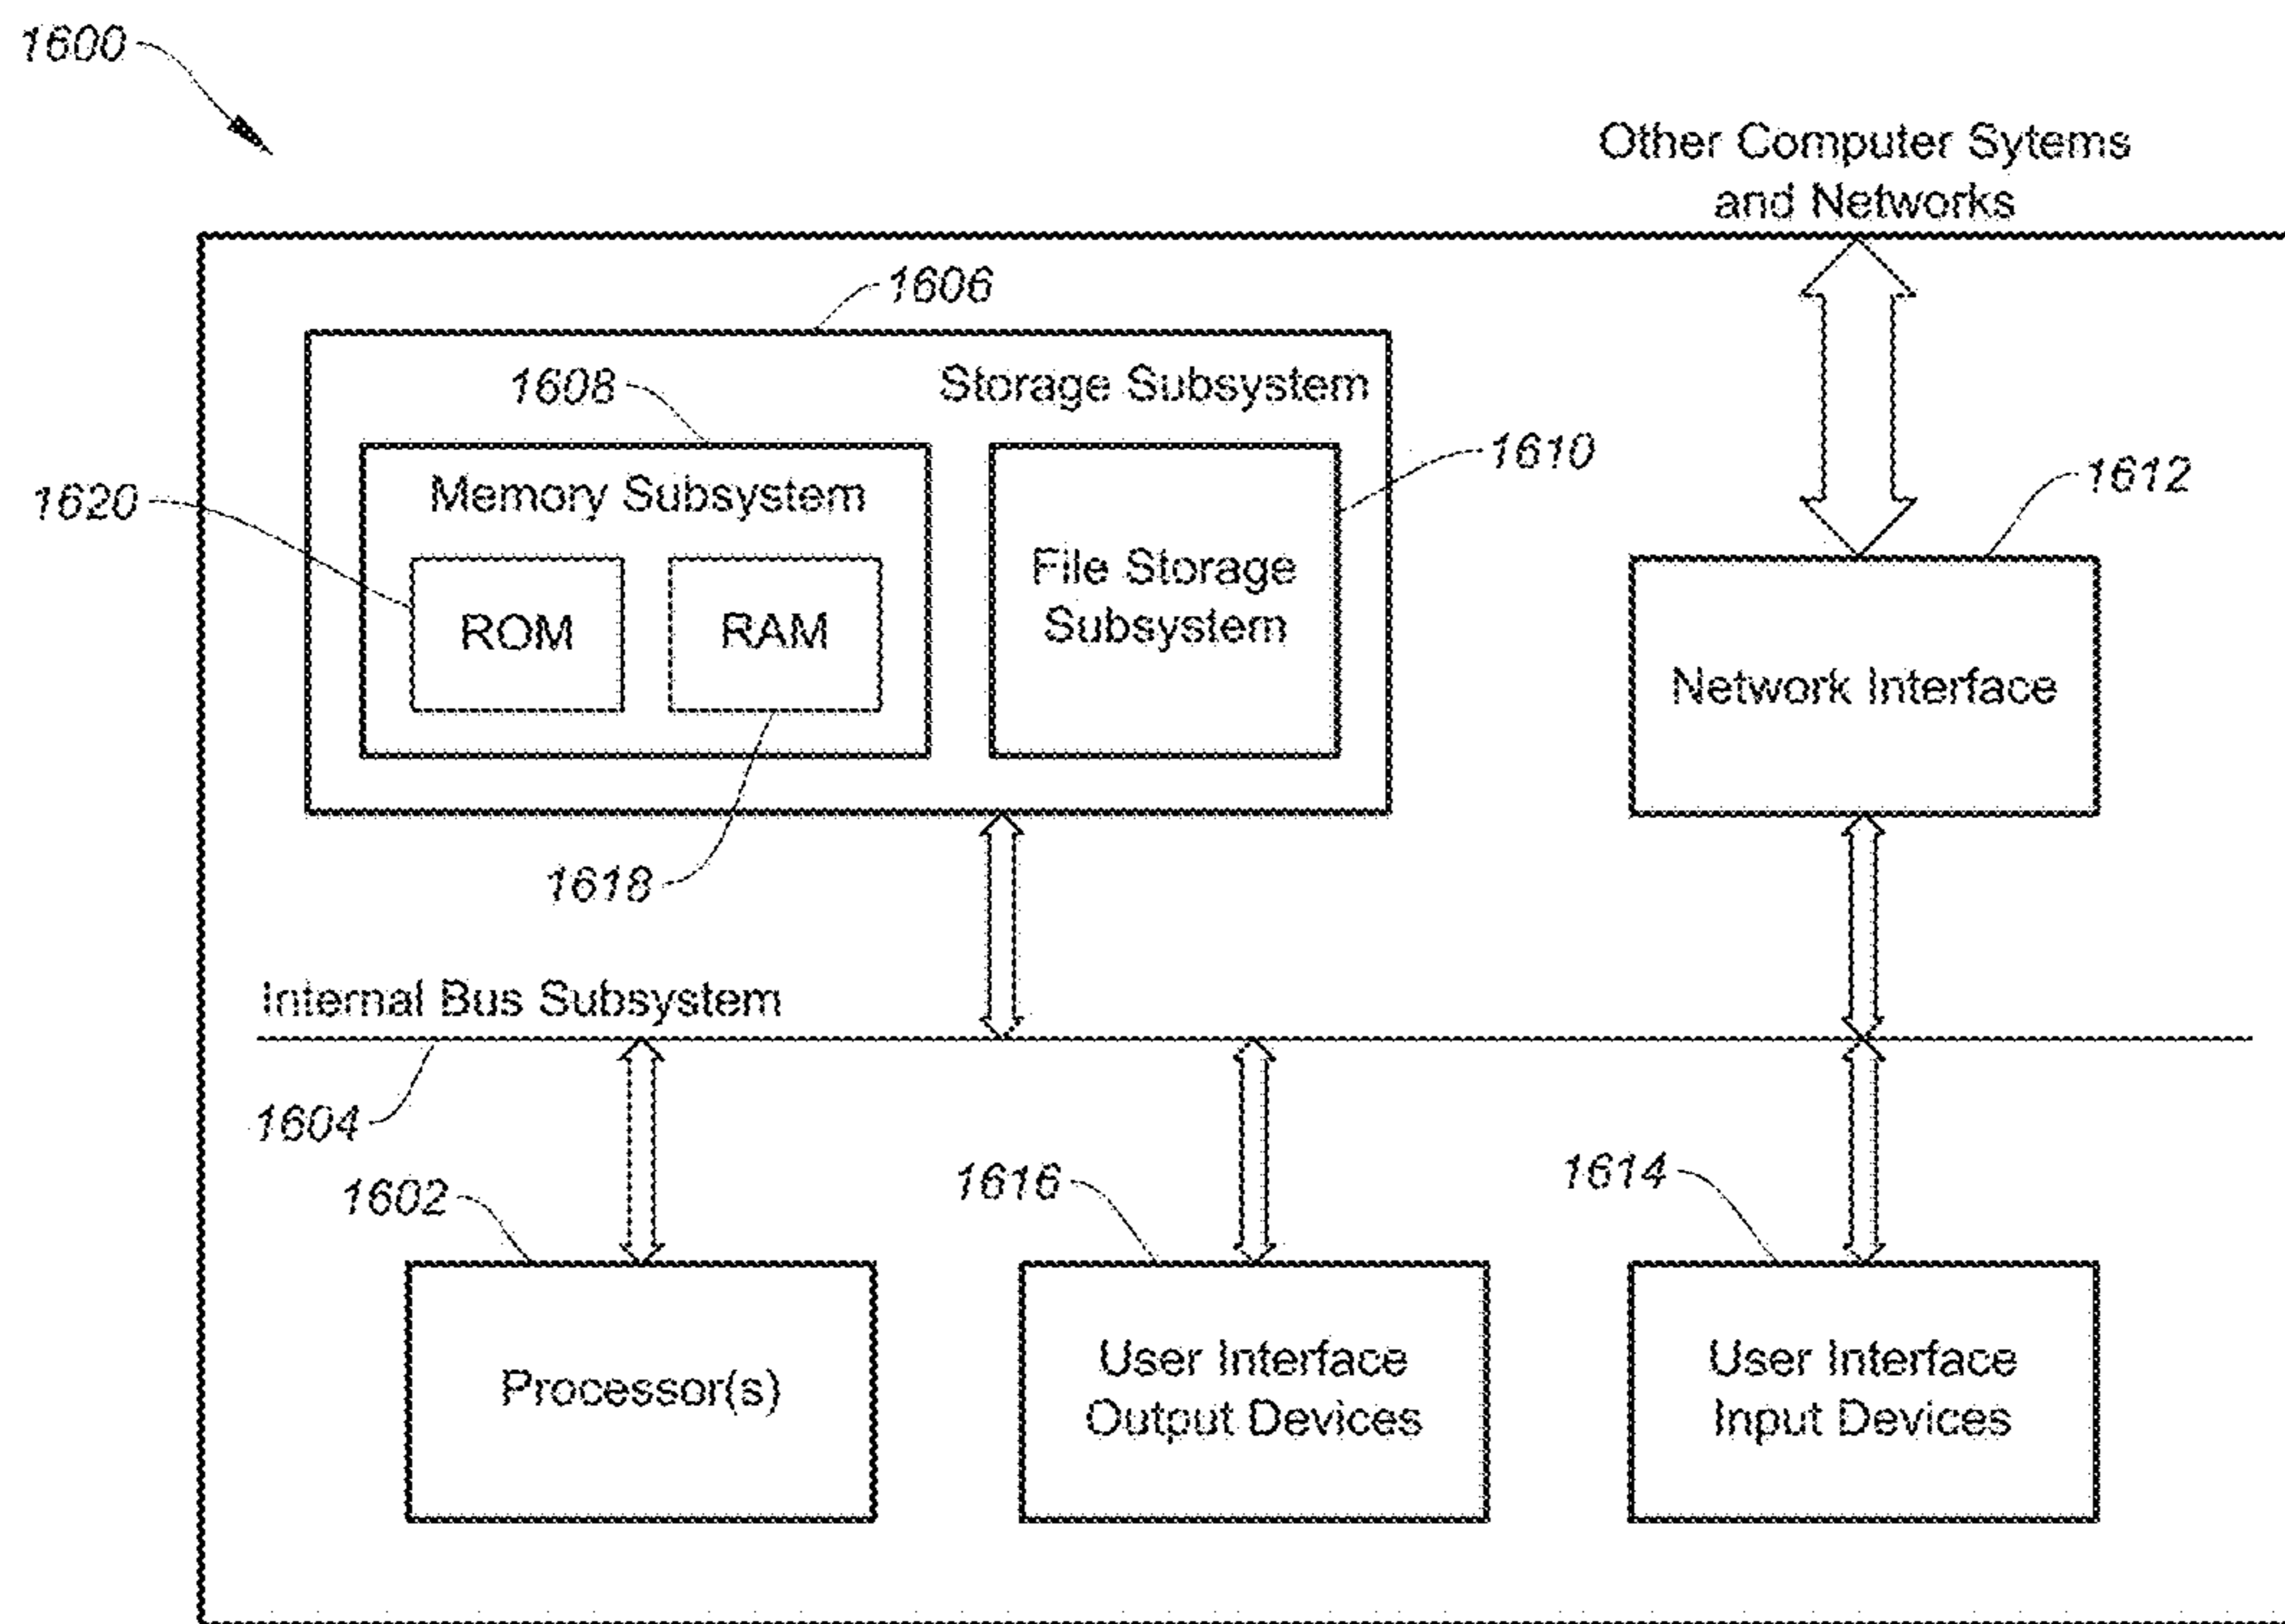 1600
Other Computer Sytems
and Networks
1606
1608
Storage Subsystem
1610
1612
1620
Memory Subsystem
File Storage
Subsystem
ROM
RAM
Network Interface
1618
Internal Bus Subsystem
1604
1602
1616
1614
Processor(s)
User Interface
Output Devices
User Interface
Input Devices